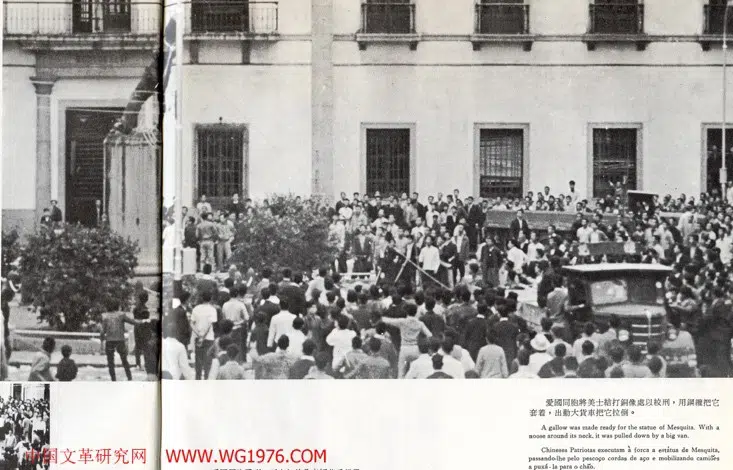 愛國同胞將美士給打銅像處以絞刑，用鋼纜把它
套着，出動大貨車把它拉倒。
A gallow was made ready for the statue of Mesquita. With a
noose around its neck, it was pulled down by a big van.
Chineses Patriotas executam à forca a estátua de Mesquita,
passando-lhe pelo pescoço cordas de aço e mobilizando camiões
a puxá-la para o chão.
中国文革研究网 WWW.WG1976.COM